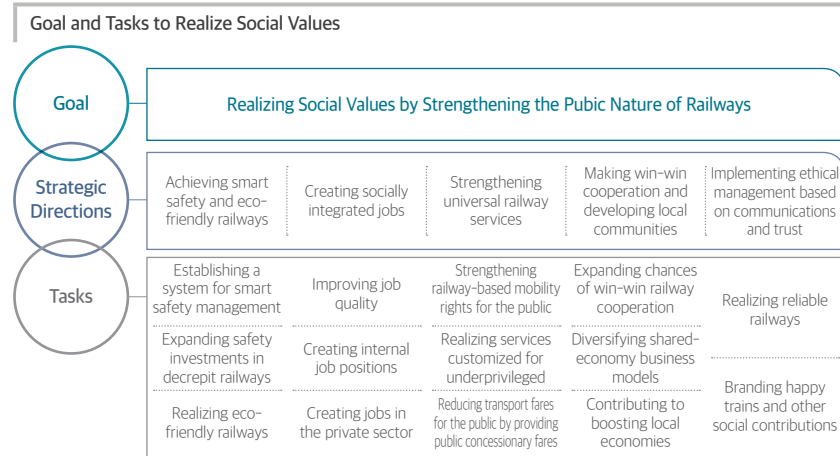 Goal and Tasks to Realize Social Values
Goal
Realizing Social Values by Strengthening the Pubic Nature of Railways
Strategic
Directions
Achieving smart
safety and eco-
friendly railways
Creating socially
integrated jobs
Strengthening
universal railway
services
Making win-win
cooperation and
developing local
communities
Implementing ethical
management based
on communications
and trust
Tasks
Establishing a
system for smart
safety management
Improving job
quality
Strengthening
railway-based mobility
rights for the public
Expanding chances
of win-win railway
cooperation
Realizing reliable
railways
Expanding safety
investments in
decrepit railways
Creating internal
job positions
Realizing services
customized for
underprivileged
Diversifying shared-
economy business
models
Branding happy
trains and other
social contributions
Realizing eco-
friendly railways
Creating jobs in
the private sector
Reducing transport fares
for the public by providing
public concessionary fares
Contributing to
boosting local
economies